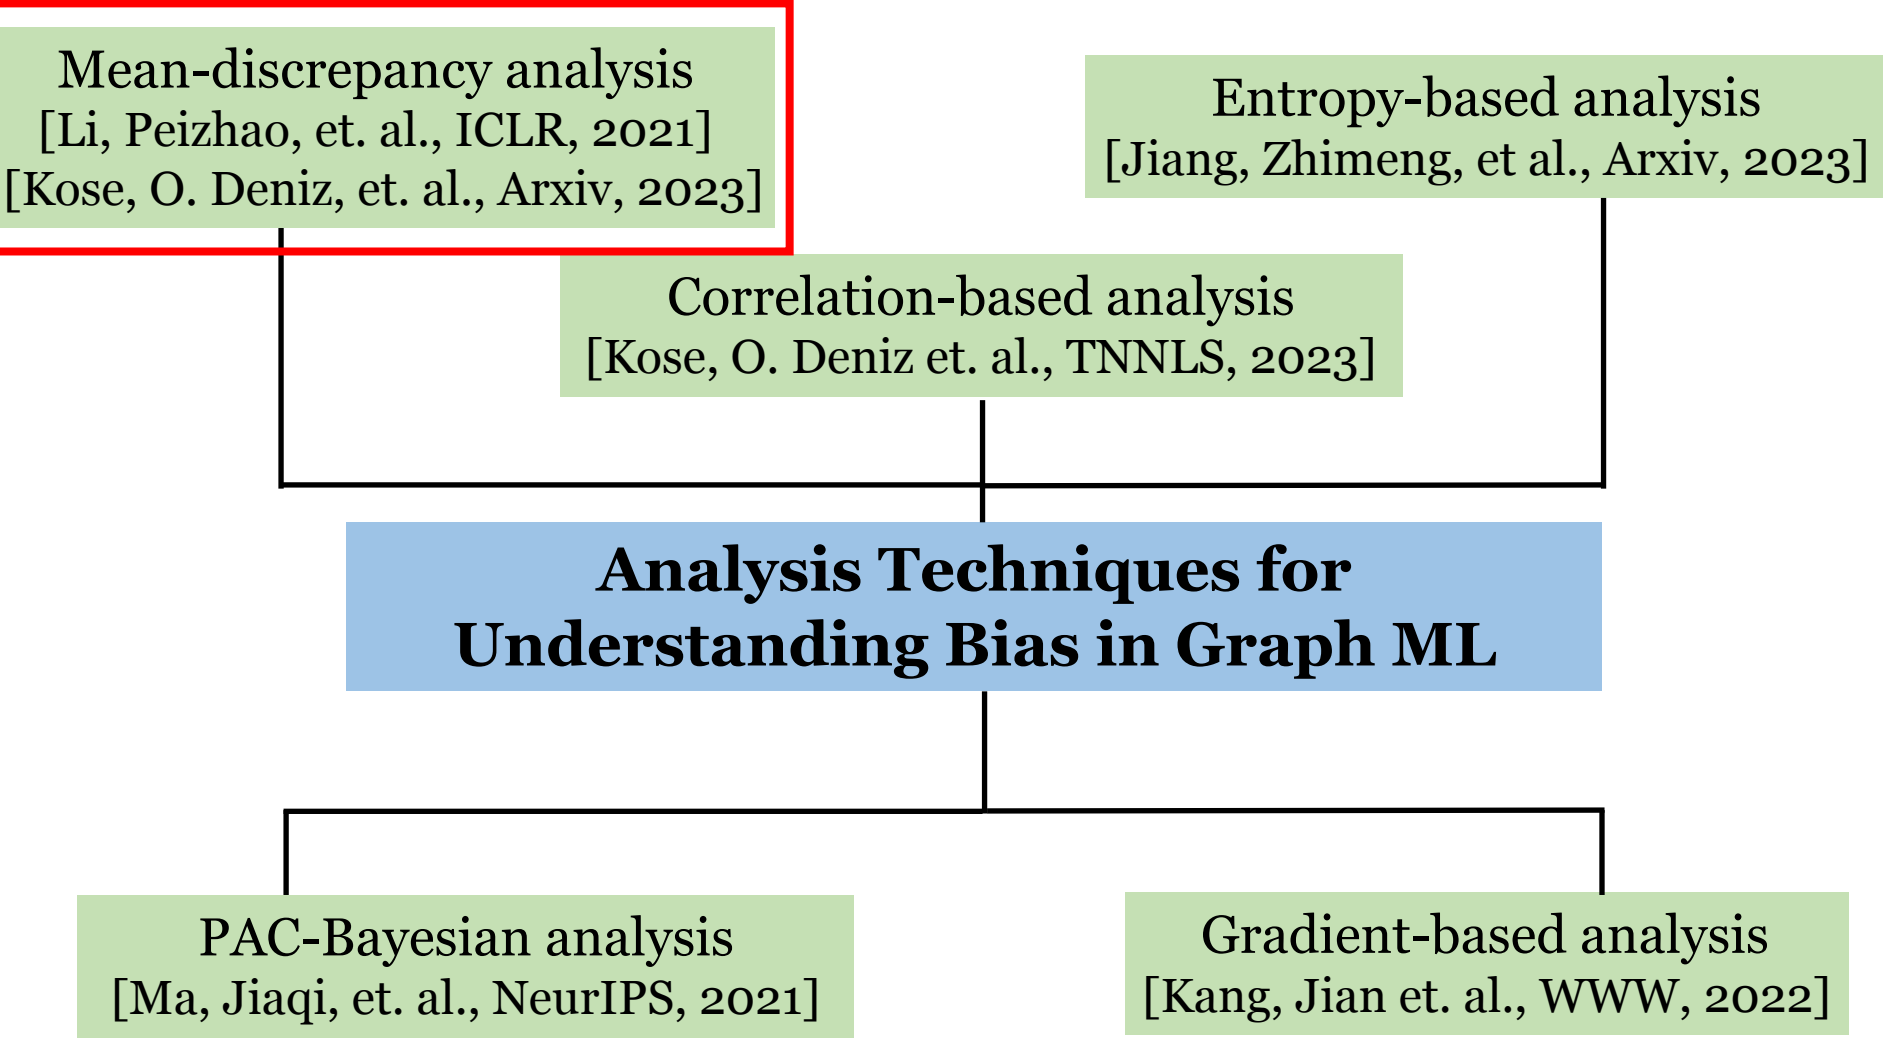 Mean-discrepancy analysis
[Li, Peizhao, et. al., ICLR, 2021]
[Kose, O. Deniz, et. al., Arxiv, 2023]
Entropy-based analysis
[Jiang, Zhimeng, et al., Arxiv, 2023]
Correlation-based analysis
[Kose, O. Deniz et. al., TNNLS, 2023]
Analysis Techniques for
Understanding Bias in Graph ML
PAC-Bayesian analysis
[Ma, Jiaqi, et. al., NeurIPS, 2021]
Gradient-based analysis
[Kang, Jian et. al., WWW, 2022]